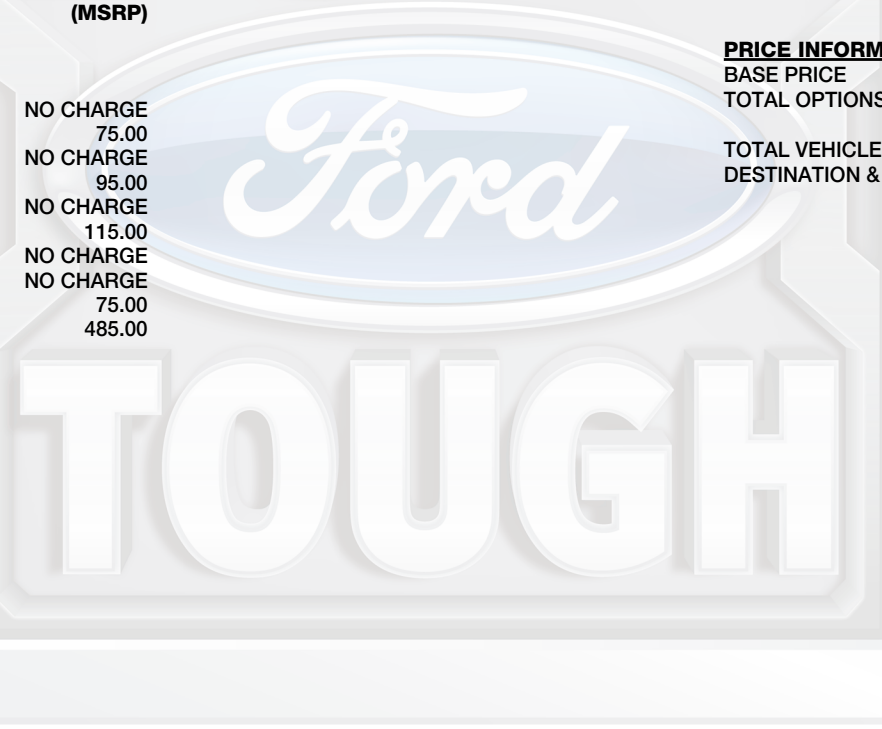 (MSRP)
NO CHARGE
75.00
NO CHARGE
95.00
NO CHARGE
115.00
NO CHARGE
NO CHARGE
75.00
485.00
PRICE INFORM
BASE PRICE
TOTAL OPTIONS
TOTAL VEHICLE
DESTINATION &
Ford
TOUGH